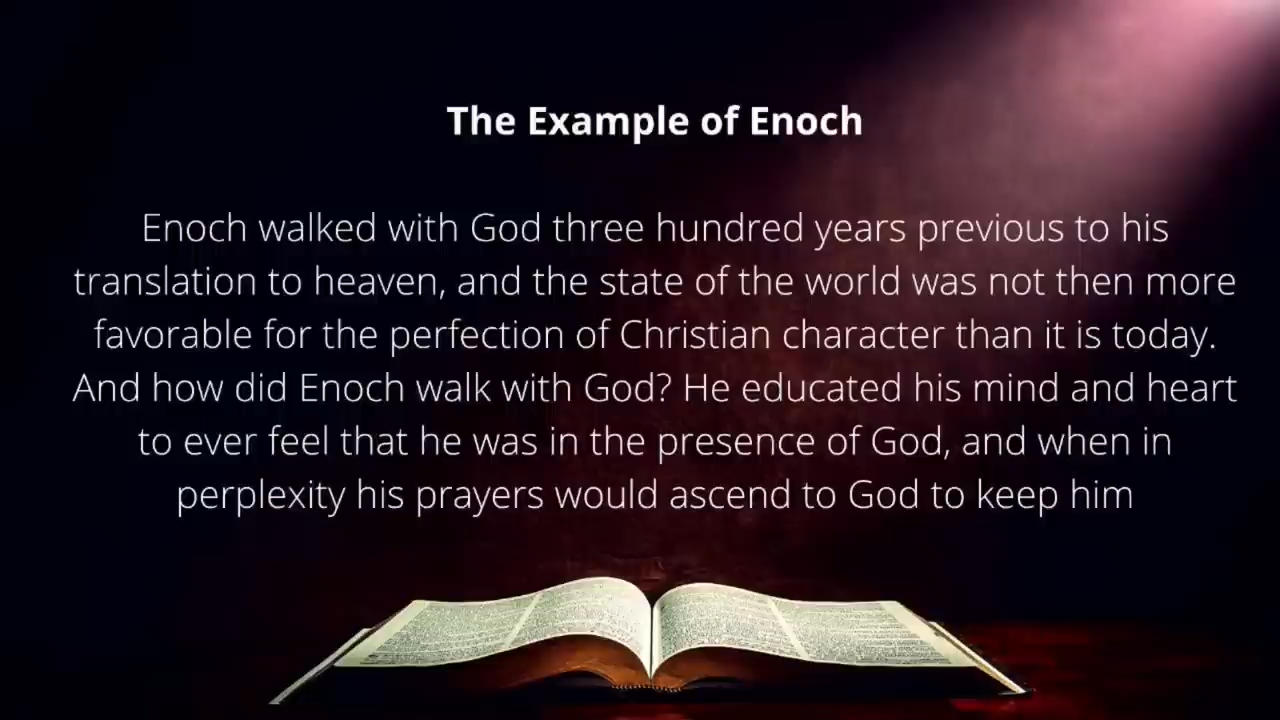 The Example of Enoch
Enoch walked with God three hundred years previous to his
translation to heaven, and the state of the world was not then more
favorable for the perfection of Christian character than it is today.
And how did Enoch walk with God? He educated his mind and heart
to ever feel that he was in the presence of God, and when in
perplexity his prayers would ascend to God to keep him